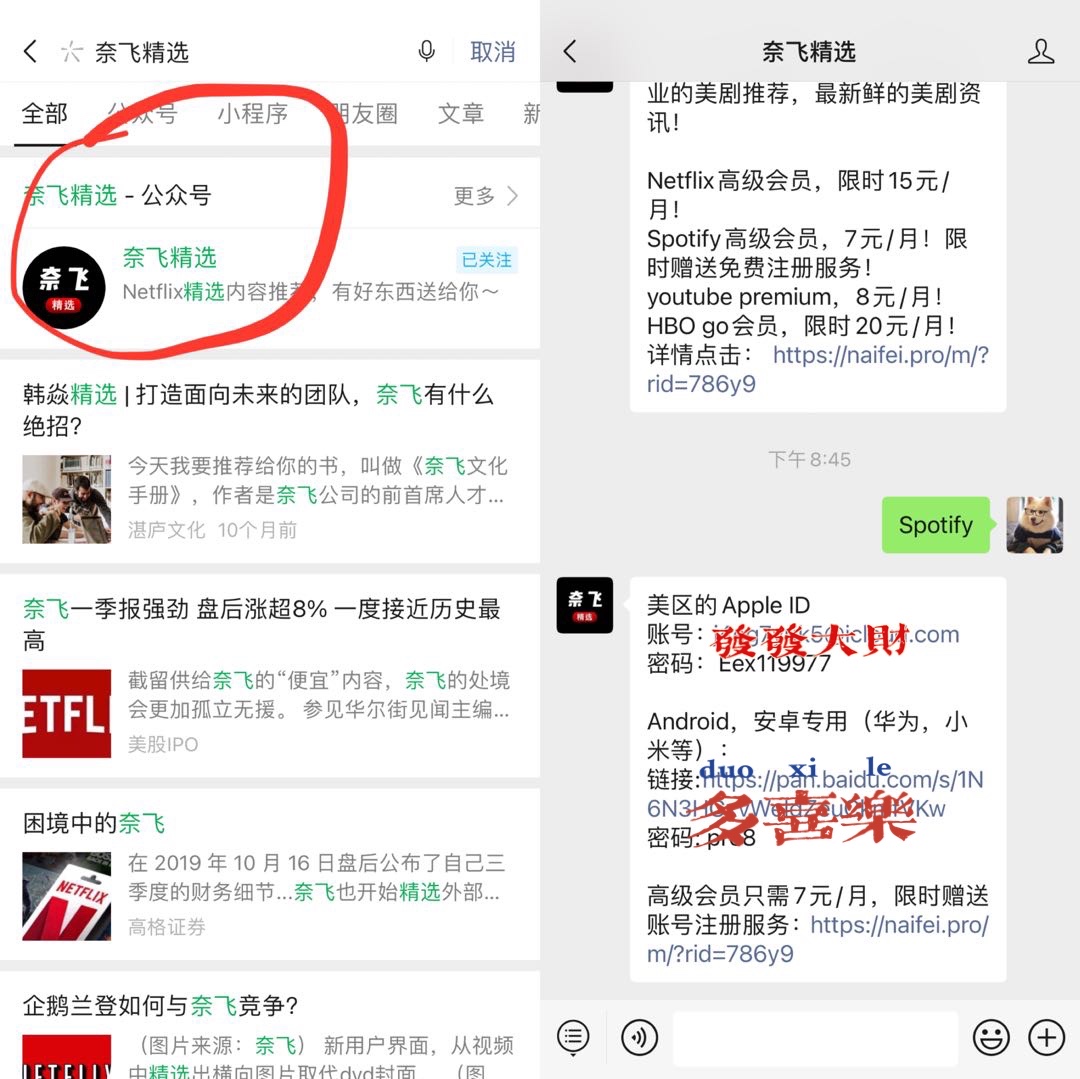 奈飞精选
取消
全部
公众号
小程序
朋友圈
文章
新
奈飞精选 - 公众号
更多
奈飞
精选
奈飞精选
已关注
Netflix精选内容推荐，有好东西送给你～
韩焱精选 | 打造面向未来的团队，奈飞有什么
绝招?
今天我要推荐给你的书，叫做《奈飞文化
手册》，作者是奈飞公司的前首席人才...
湛庐文化 10个月前
奈飞一季报强劲 盘后涨超8% 一度接近历史最
高
ETFLI
截留供给奈飞的“便宜”内容，奈飞的处境
会更加孤立无援。 参见华尔街见闻主编...
美股IPO
困境中的奈飞
NETFLIX
在 2019 年 10 月 16 日盘后公布了自己三
季度的财务细节...奈飞也开始精选外部...
高格证券
企鹅兰登如何与奈飞竞争?
NETFLIX
（图片来源：奈飞） 新用户界面，从视频
中精选出横向图片取代dvd封面。 （图
奈飞精选
业的美剧推荐，最新鲜的美剧资
讯！
Netflix高级会员，限时15元/
月！
Spotify高级会员，7元/月！限
时赠送免费注册服务！
youtube premium，8元/月！
HBO go会员，限时20元/月！
详情点击： https://naifei.pro/m/?
rid=786y9
下午 8:45
Spotify
奈飞
精选
美区的Apple ID
账号：
發發大財
密码：Eex119977
Android，安卓专用（华为，小
米等）：
duo xi le
链接:https://pan.baidu.com/s/1N
多喜樂
密码:
高级会员只需7元/月，限时赠送
账号注册服务：https://naifei.pro/
m/?rid=786y9